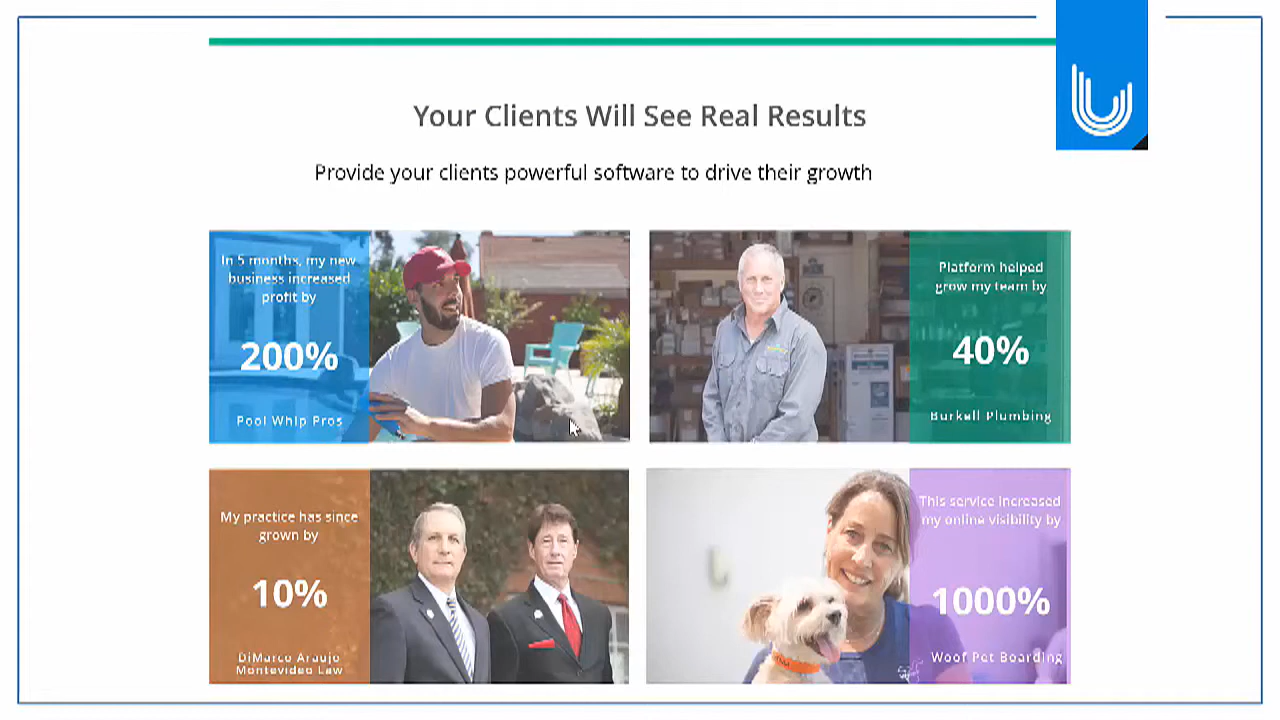 Your Clients Will See Real Results
Provide your clients powerful software to drive their growth
In 5 months, my new
business increased
profit by
200%
Pool Whip Pros
Platform helped
grow my team by
40%
Burkell Plumbing
My practice has since
grown by
10%
DiMarco Araujo
Montevideo Law
This service increased
my online visibility by
1000%
Woof Pet Boarding